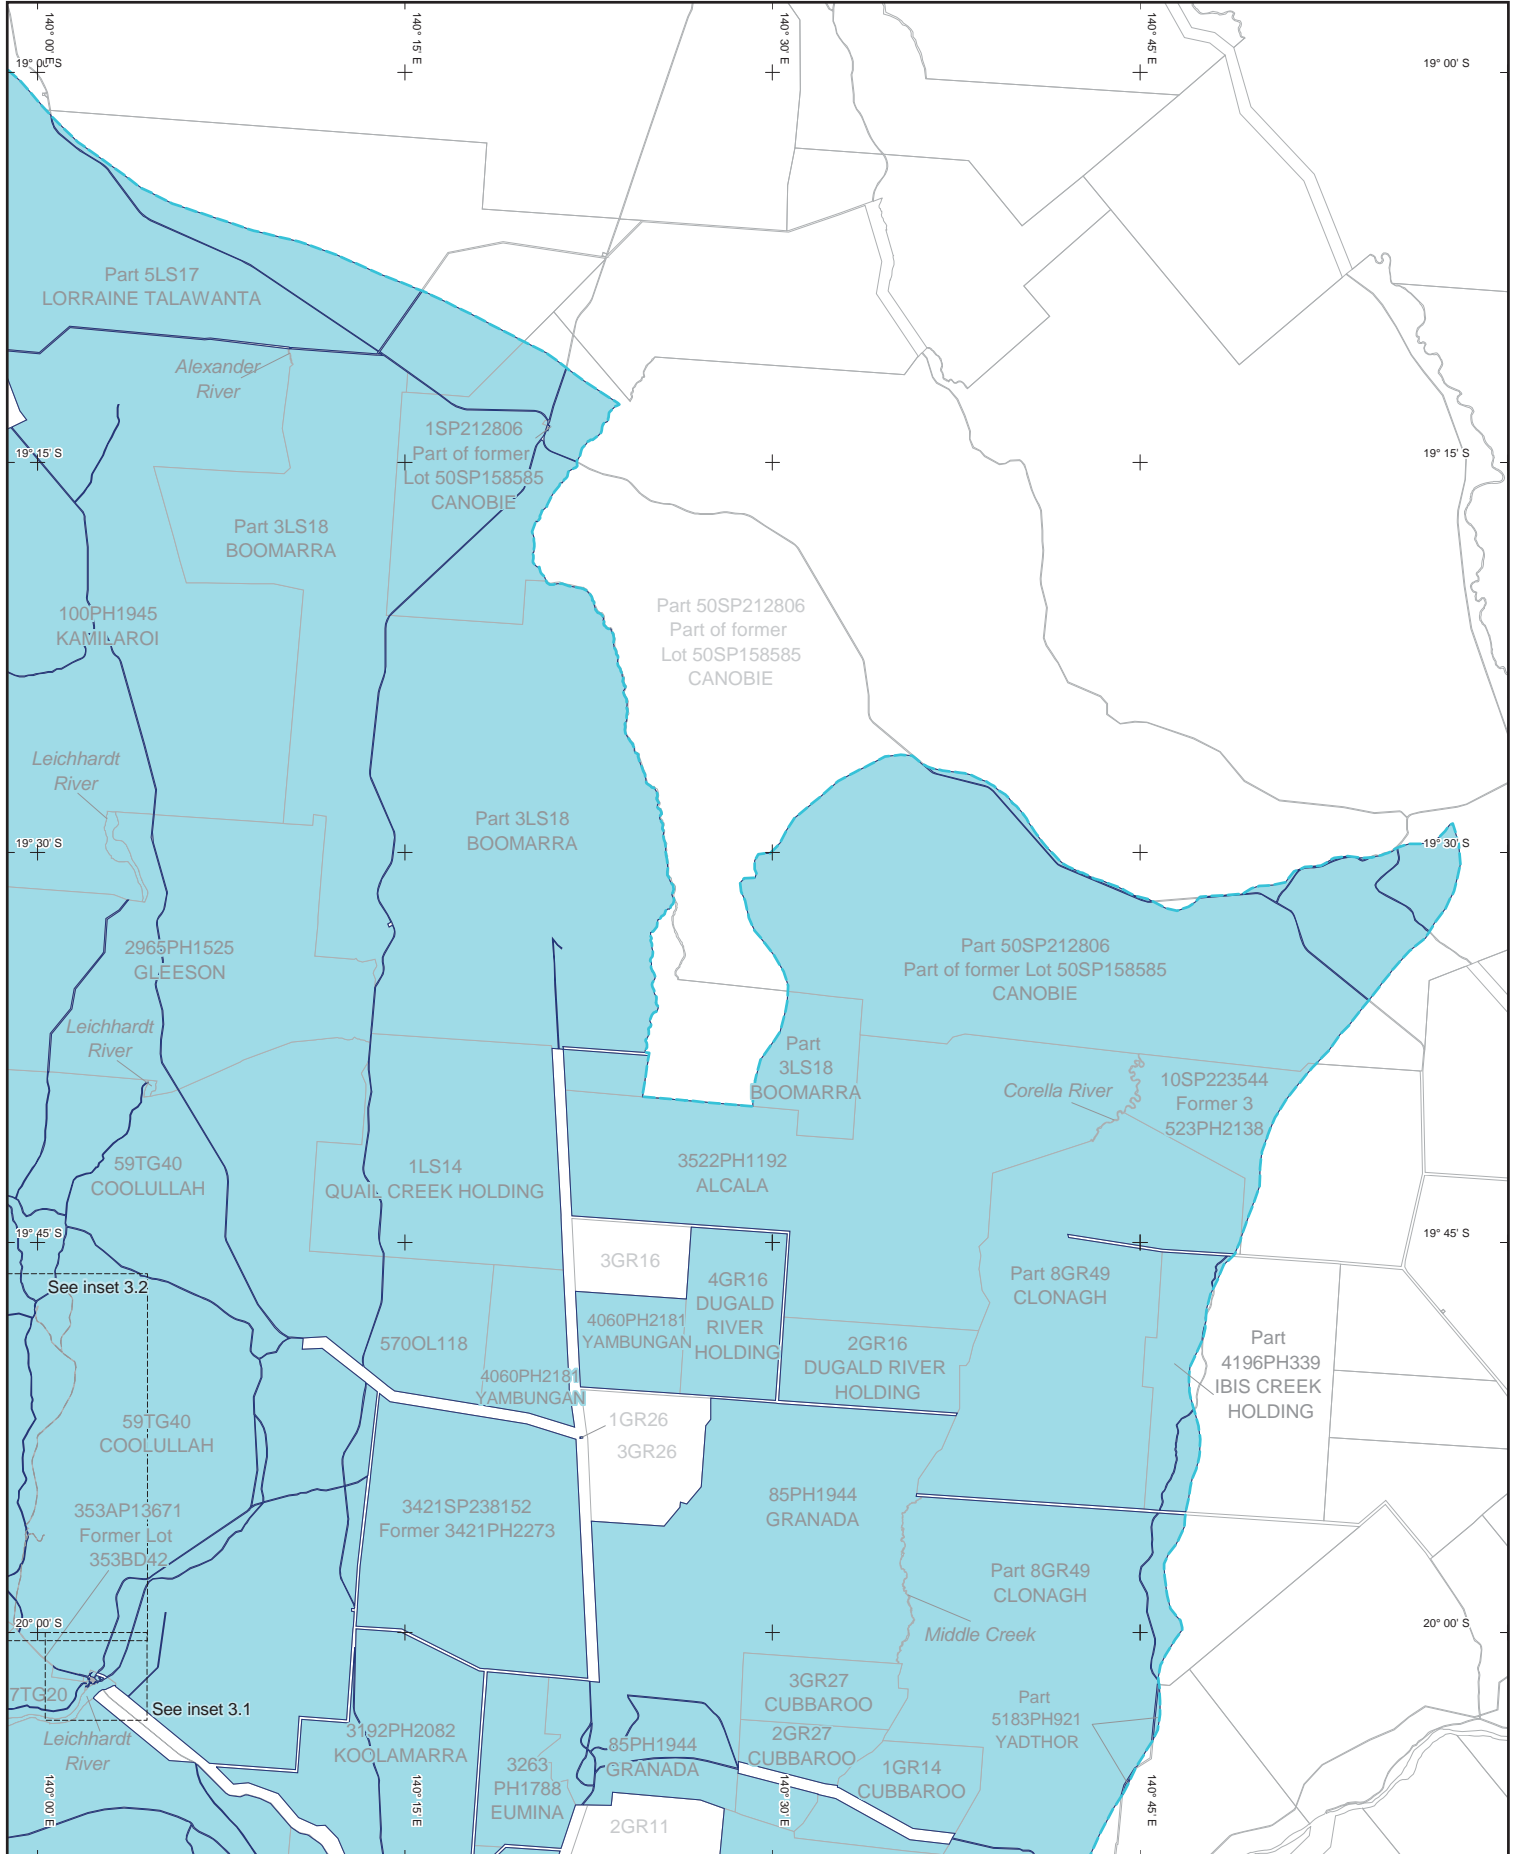 140° 00' E
140° 15' E
140° 30' E
140° 45' E
19° 00' S
19° 00' S
Part 5LS17
LORRAINE TALAWANTA
Alexander
River
1SP212806
Part of former
Lot 50SP158585
CANOBIE
19° 15' S
19° 15' S
Part 3LS18
BOOMARRA
100PH1945
KAMILAROI
Part 50SP212806
Part of former
Lot 50SP158585
CANOBIE
Leichhardt
River
Part 3LS18
BOOMARRA
19° 30' S
19° 30' S
2965PH1525
GLEESON
Part 50SP212806
Part of former Lot 50SP158585
CANOBIE
Leichhardt
River
Part
3LS18
BOOMARRA
Corella River
10SP223544
Former 3
523PH2138
59TG40
COOLULLAH
1LS14
QUAIL CREEK HOLDING
3522PH1192
ALCALA
19° 45' S
19° 45' S
3GR16
See inset 3.2
4GR16
DUGALD
RIVER
HOLDING
Part 8GR49
CLONAGH
4060PH2181
YAMBUNGAN
570OL118
2GR16
DUGALD RIVER
HOLDING
Part
4196PH339
IBIS CREEK
HOLDING
4060PH2181
YAMBUNGAN
59TG40
COOLULLAH
1GR26
3GR26
353AP13671
Former Lot
353BD42
3421SP238152
Former 3421PH2273
85PH1944
GRANADA
Part 8GR49
CLONAGH
20° 00' S
20° 00' S
Middle Creek
7TG20
See inset 3.1
3GR27
CUBBAROO
Part
5183PH921
YADTHOR
Leichhardt
River
3192PH2082
KOOLAMARRA
2GR27
CUBBAROO
85PH1944
GRANADA
3263
PH1788
EUMINA
1GR14
CUBBAROO
2GR11
140° 00' E
140° 15' E
140° 30' E
140° 45' E